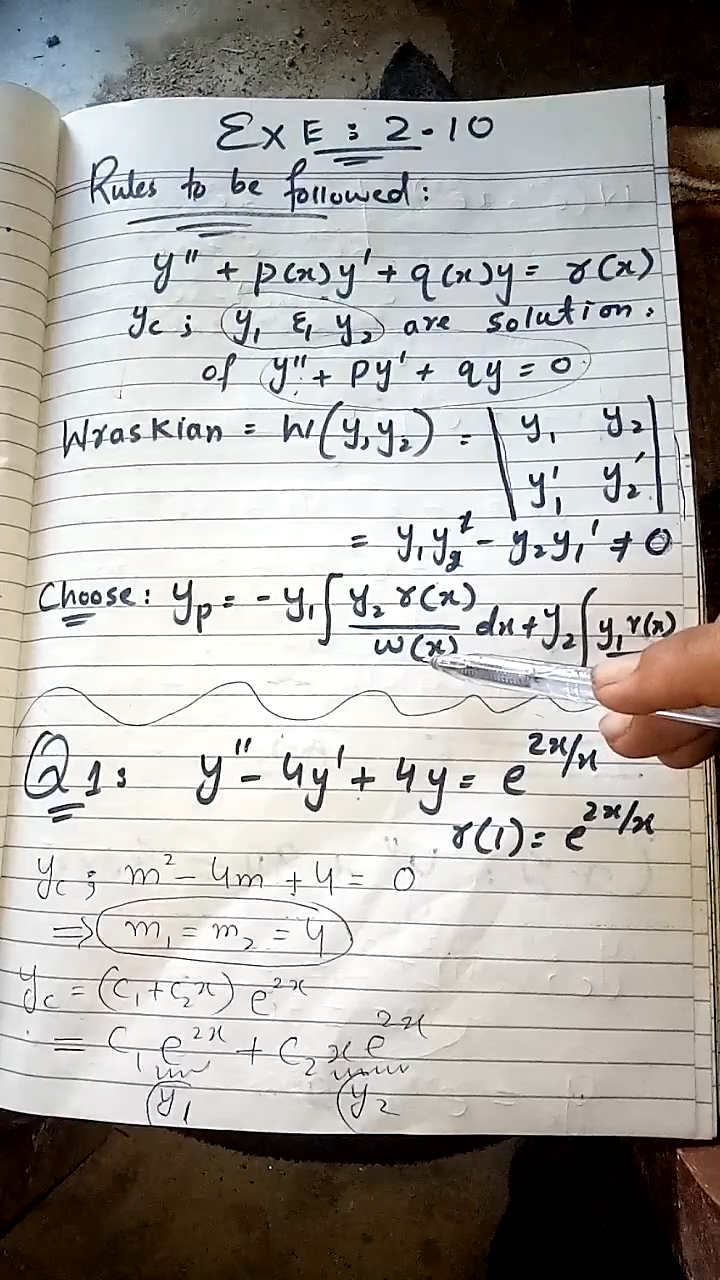 Ex E : 2.10
Rules to be followed:
y" + p(x)y' + q(x)y = r(x)
yc ; y₁ & y₂ are solution.
of y" + py' + qy = 0
Wraskian = W(y,y₂) = | y₁ y₂ |
| y₁' y₂' |
= y₁y₂' - y₂y₁' ≠ 0
Choose: yp = -y₁∫ y₂ r(x)/w(x) dx + y₂∫ y₁ r(x)
Q1: y" - 4y' + 4y = e^2x/x
r(1) = e^2x/x
yc ; m² - 4m + 4 = 0
⇒ m₁ = m₂ = 4
yc = (c₁ + c₂x) e^2x
= c₁e^2x + c₂xe^2x
y₁ y₂